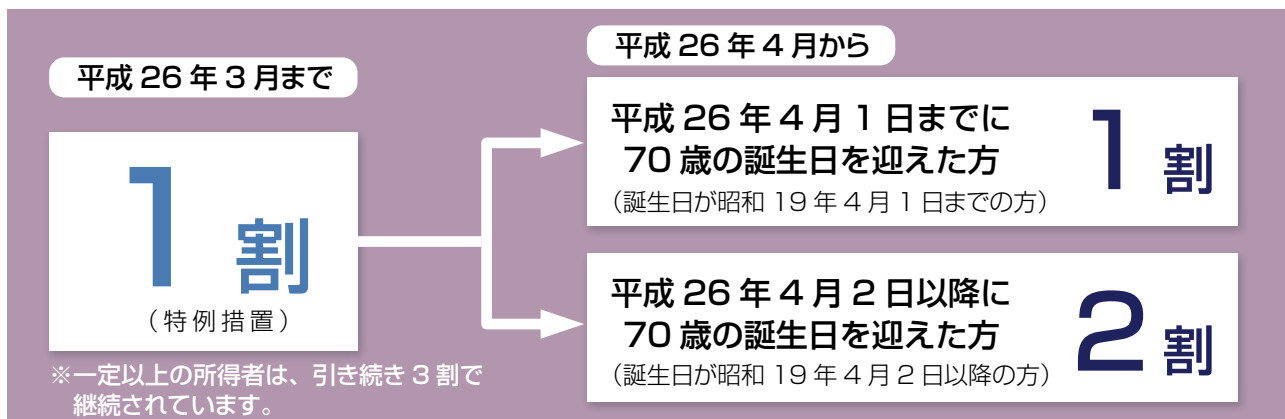 平成 26 年 3 月まで
1 割
（特例措置）
※一定以上の所得者は、引き続き 3 割で
継続されています。
平成 26 年 4 月から
平成 26 年 4 月 1 日までに
70 歳の誕生日を迎えた方
（誕生日が昭和 19 年 4 月 1 日までの方）
1 割
平成 26 年 4 月 2 日以降に
70 歳の誕生日を迎えた方
（誕生日が昭和 19 年 4 月 2 日以降の方）
2 割